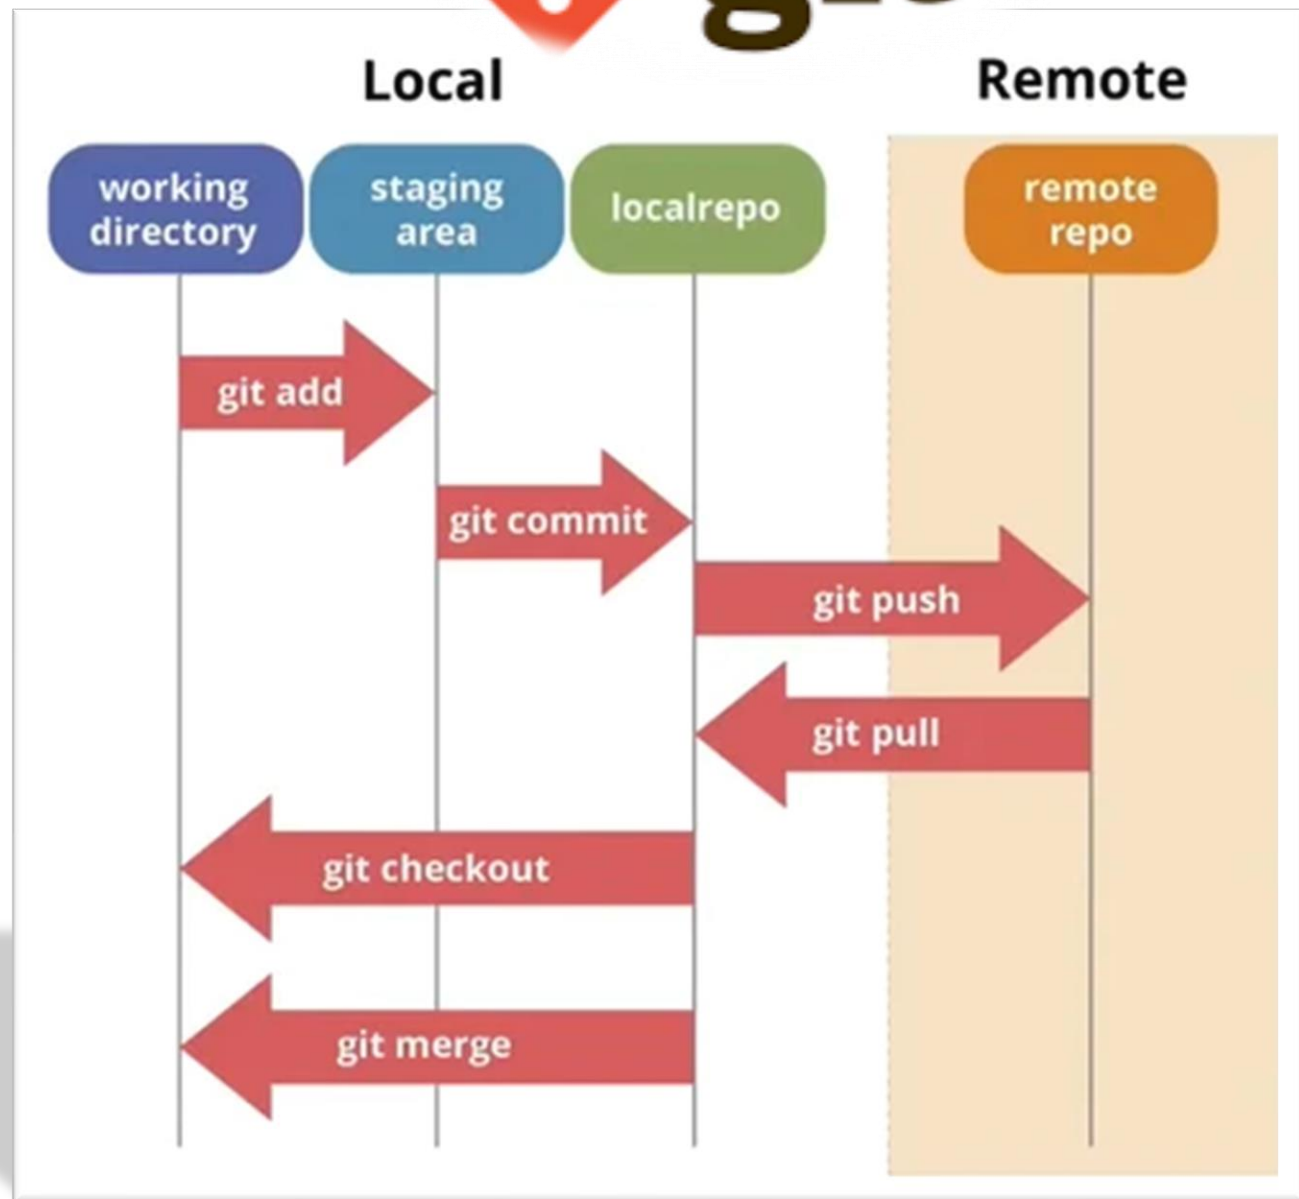 Local
Remote
working
directory
staging
area
localrepo
remote
repo
git add
git commit
git push
git pull
git checkout
git merge